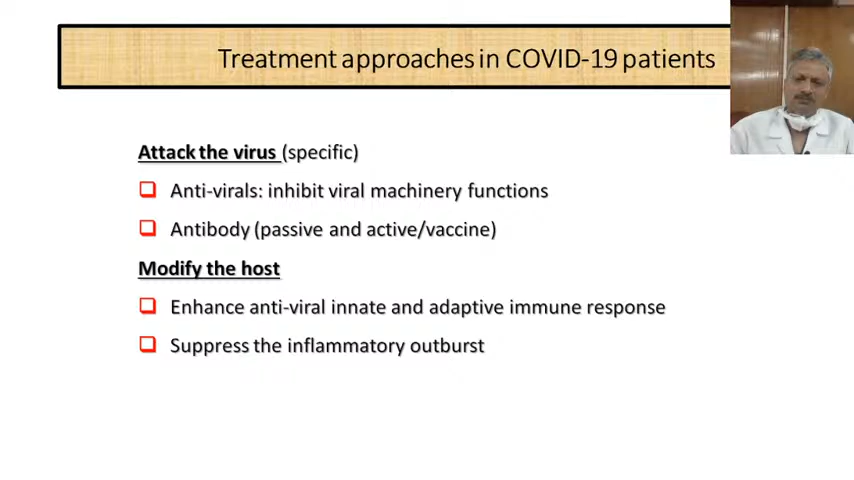 Treatment approaches in COVID-19 patients
Attack the virus (specific)
Anti-virals: inhibit viral machinery functions
Antibody (passive and active/vaccine)
Modify the host
Enhance anti-viral innate and adaptive immune response
Suppress the inflammatory outburst